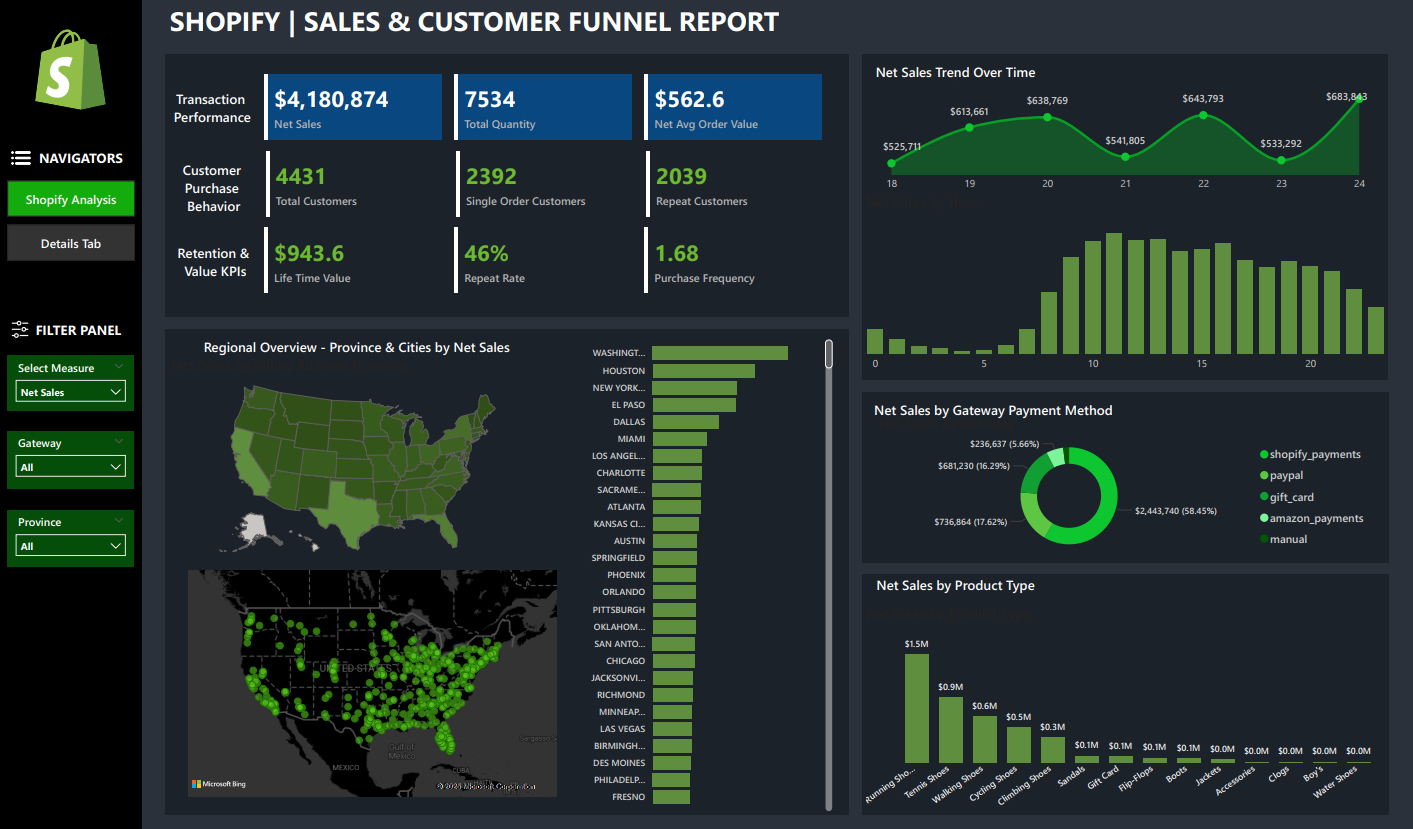 SHOPIFY | SALES & CUSTOMER FUNNEL REPORT
NAVIGATORS
Shopify Analysis
Details Tab
FILTER PANEL
Select Measure
Net Sales
Gateway
All
Province
All
Transaction
Performance
$4,180,874
Net Sales
7534
Total Quantity
$562.6
Net Avg Order Value
Customer
Purchase
Behavior
4431
Total Customers
2392
Single Order Customers
2039
Repeat Customers
Retention &
Value KPIs
$943.6
Life Time Value
46%
Repeat Rate
1.68
Purchase Frequency
Regional Overview - Province & Cities by Net Sales
UNITED STATES
Gulf of
Mexico
MEXICO
CUBA
Microsoft Bing
WASHINGT...
HOUSTON
NEW YORK...
EL PASO
DALLAS
MIAMI
LOS ANGEL...
CHARLOTTE
SACRAME...
ATLANTA
KANSAS CI...
AUSTIN
SPRINGFIELD
PHOENIX
ORLANDO
PITTSBURGH
OKLAHOM...
SAN ANTO...
CHICAGO
JACKSONVI...
RICHMOND
MINNEAP...
LAS VEGAS
BIRMINGH...
DES MOINES
PHILADELP...
FRESNO
Net Sales Trend Over Time
$525,711
$613,661
$638,769
$541,805
$643,793
$533,292
$683,843
18 19 20 21 22 23 24
0 5 10 15 20
Net Sales by Gateway Payment Method
$236,637 (5.66%)
$681,230 (16.29%)
$736,864 (17.62%)
$2,443,740 (58.45%)
shopify_payments
paypal
gift_card
amazon_payments
manual
Net Sales by Product Type
$1.5M $0.9M $0.6M $0.5M $0.3M $0.1M $0.1M $0.1M $0.1M $0.0M $0.0M $0.0M $0.0M $0.0M
Running Sho... Tennis Shoes Walking Shoes Cycling Shoes Climbing Shoes Sandals Gift Card Flip-Flops Boots Jackets Accessories Clogs Boy's Water Shoes